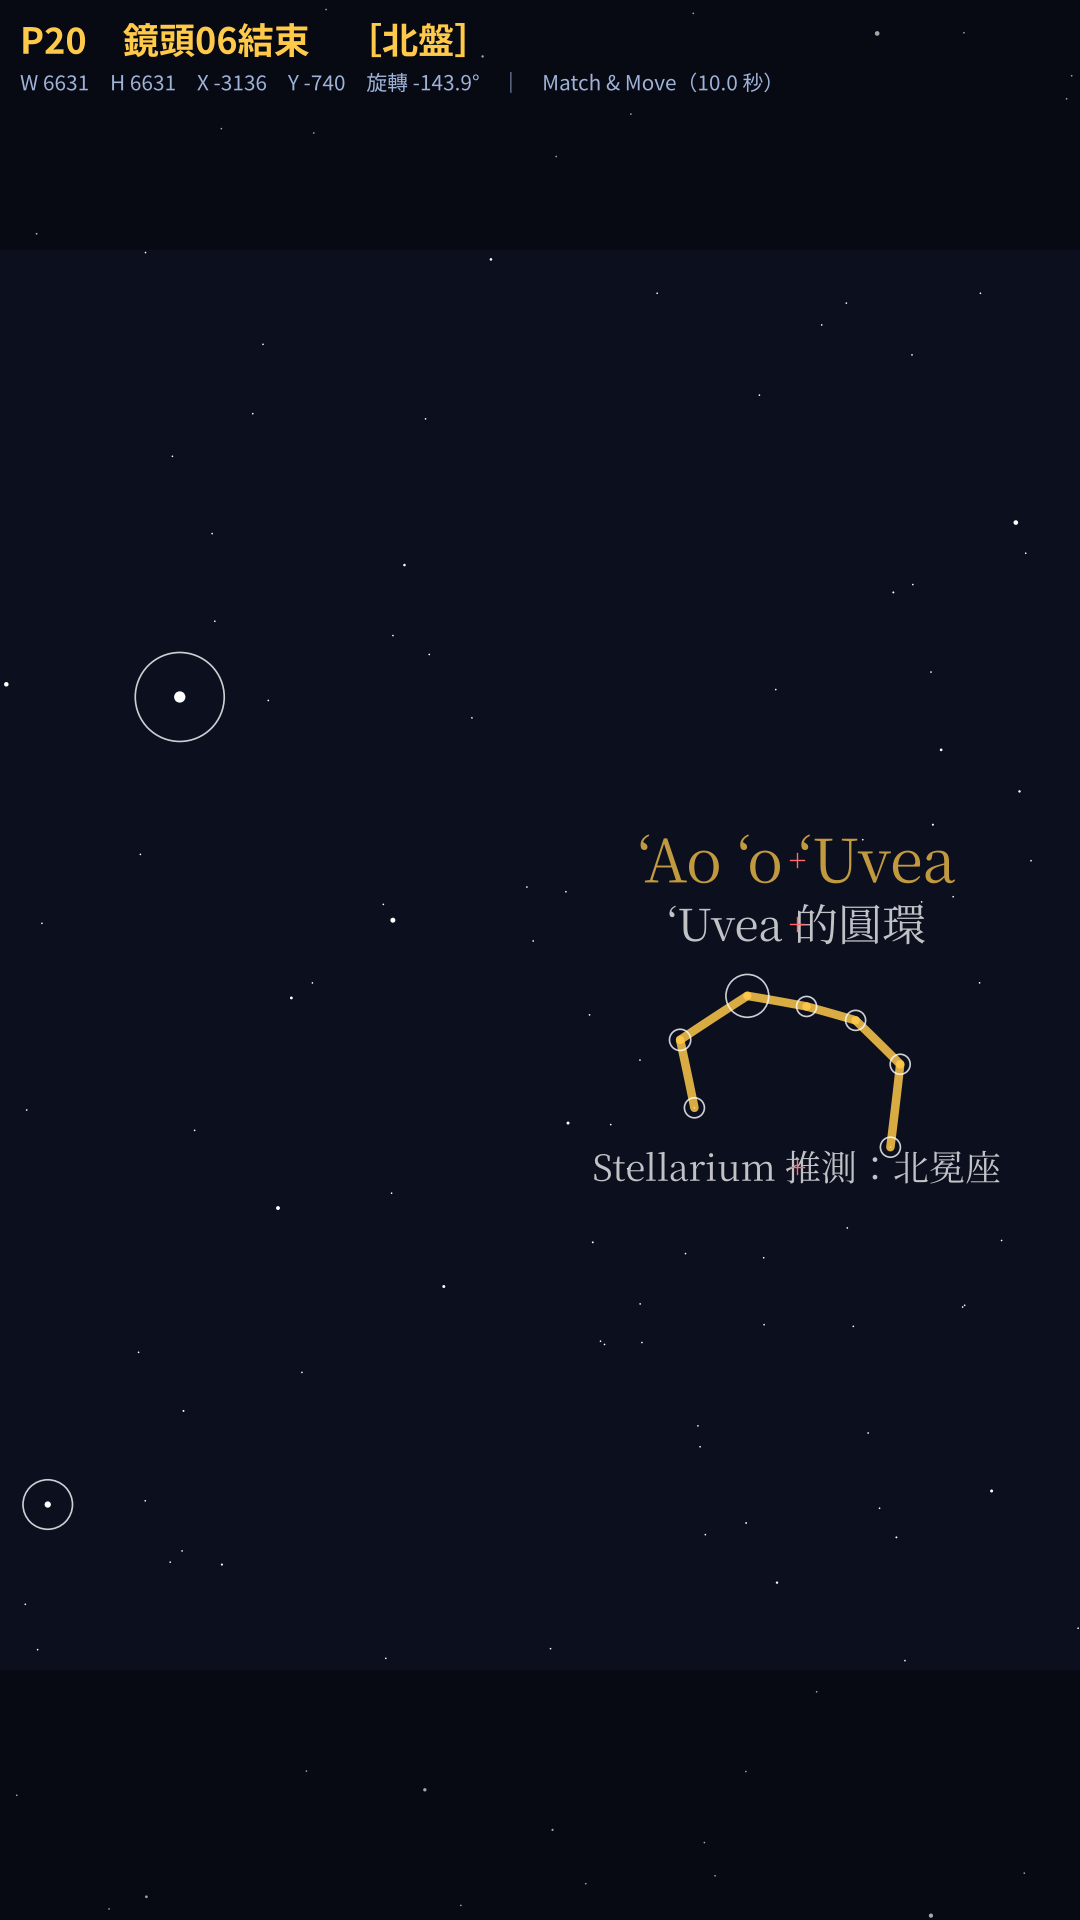 P20 鏡頭06結束 ［北盤］
W 6631 H 6631 X -3136 Y -740 旋轉 -143.9° ｜ Match & Move（10.0 秒）
ʻAo ʻo ʻUvea
ʻUvea 的圓環
Stellarium 推測：北冕座